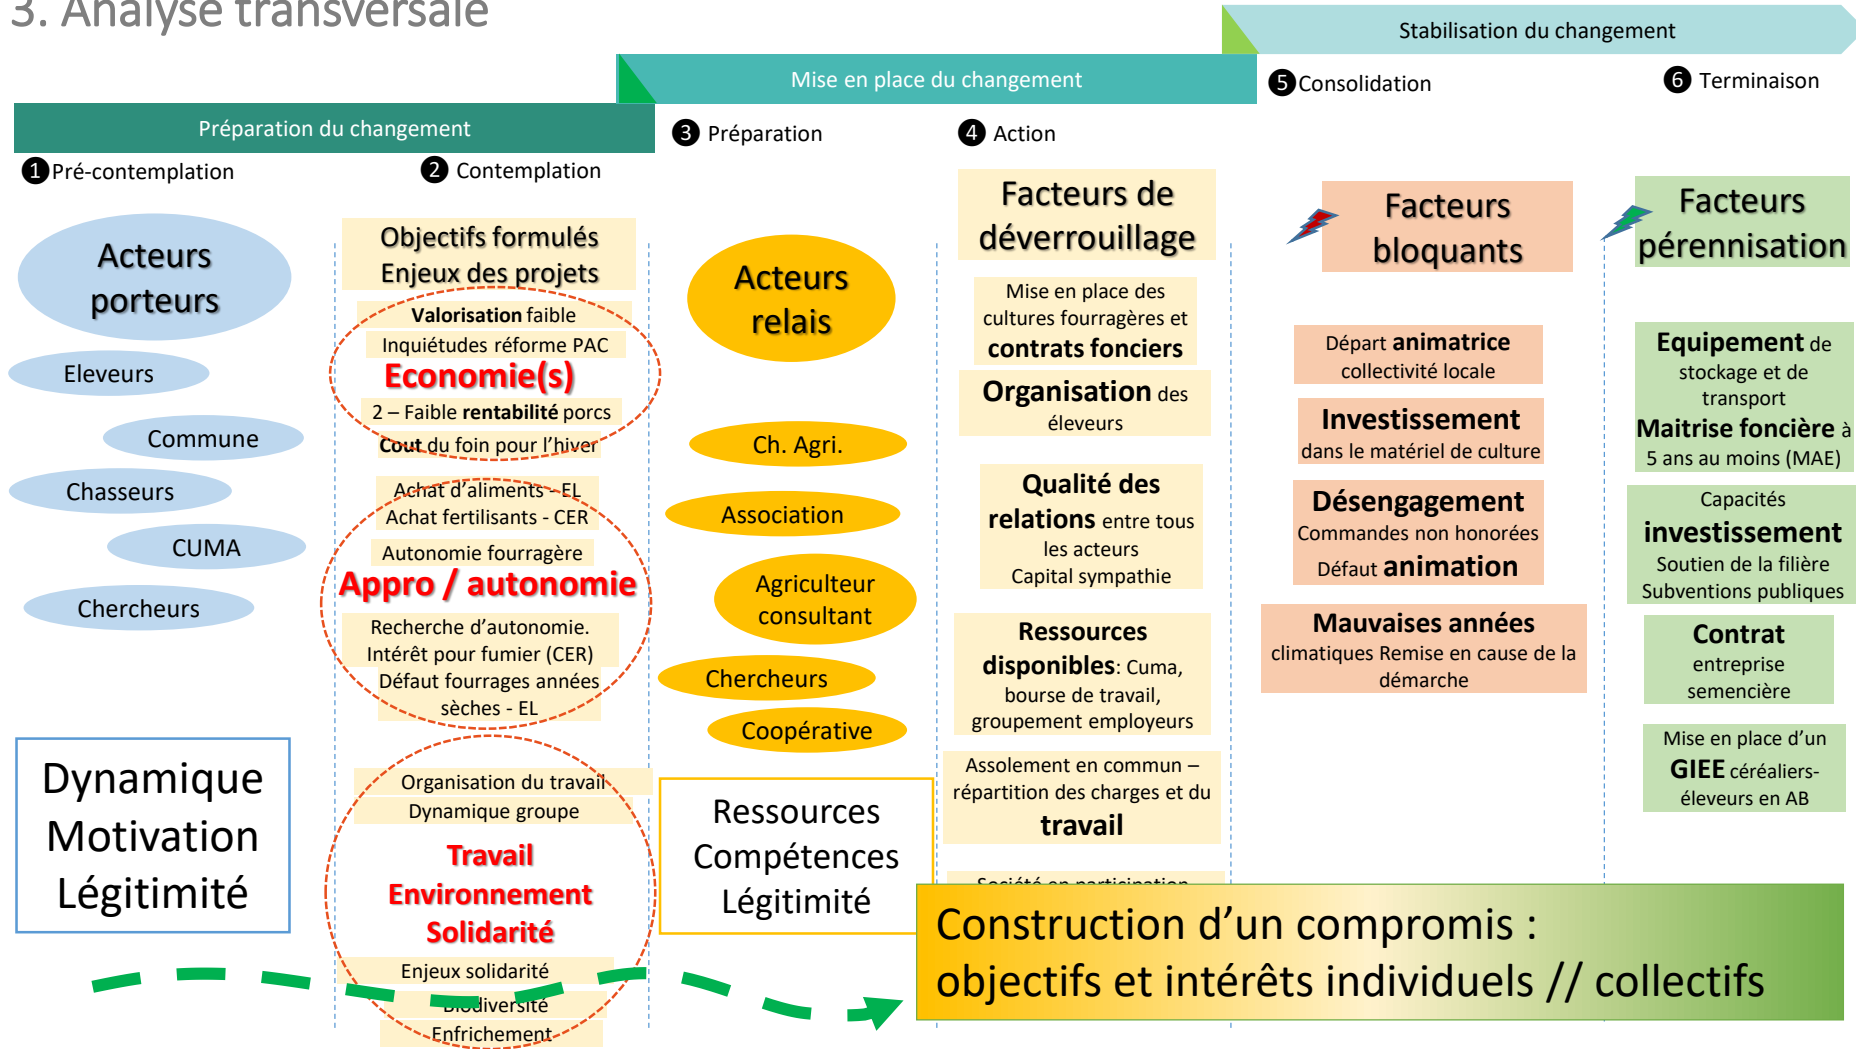 3. Analyse transversale
Stabilisation du changement
Mise en place du changement
Préparation du changement
❺ Consolidation
❻ Terminaison
❸ Préparation
❹ Action
❶ Pré-contemplation
❷ Contemplation
Acteurs
porteurs
Eleveurs
Commune
Chasseurs
CUMA
Chercheurs
Dynamique
Motivation
Légitimité
Objectifs formulés
Enjeux des projets
Valorisation faible
Inquiétudes réforme PAC
Economie(s)
2 – Faible rentabilité porcs
Cout du foin pour l'hiver
Achat d'aliments - EL
Achat fertilisants - CER
Autonomie fourragère
Appro / autonomie
Recherche d'autonomie.
Intérêt pour fumier (CER)
Défaut fourrages années
sèches - EL
Organisation du travail
Dynamique groupe
Travail
Environnement
Solidarité
Enjeux solidarité
Biodiversité
Enfrichement
Acteurs
relais
Ch. Agri.
Association
Agriculteur
consultant
Chercheurs
Coopérative
Ressources
Compétences
Légitimité
Facteurs de
déverrouillage
Mise en place des
cultures fourragères et
contrats fonciers
Organisation des
éleveurs
Qualité des
relations entre tous
les acteurs
Capital sympathie
Ressources
disponibles: Cuma,
bourse de travail,
groupement employeurs
Assolement en commun –
répartition des charges et du
travail
Société en participation
Facteurs
bloquants
Départ animatrice
collectivité locale
Investissement
dans le matériel de culture
Désengagement
Commandes non honorées
Défaut animation
Mauvaises années
climatiques Remise en cause de la
démarche
Facteurs
pérennisation
Equipement de
stockage et de
transport
Maitrise foncière à
5 ans au moins (MAE)
Capacités
investissement
Soutien de la filière
Subventions publiques
Contrat
entreprise
semencière
Mise en place d'un
GIEE céréaliers-
éleveurs en AB
Construction d'un compromis :
objectifs et intérêts individuels // collectifs